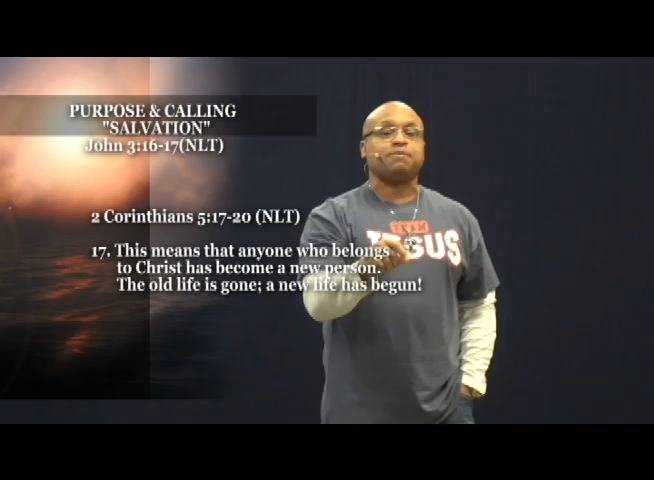 PURPOSE & CALLING
"SALVATION"
John 3:16-17(NLT)
2 Corinthians 5:17-20 (NLT)
17. This means that anyone who belongs
to Christ has become a new person.
The old life is gone; a new life has begun!
TEAM
JESUS